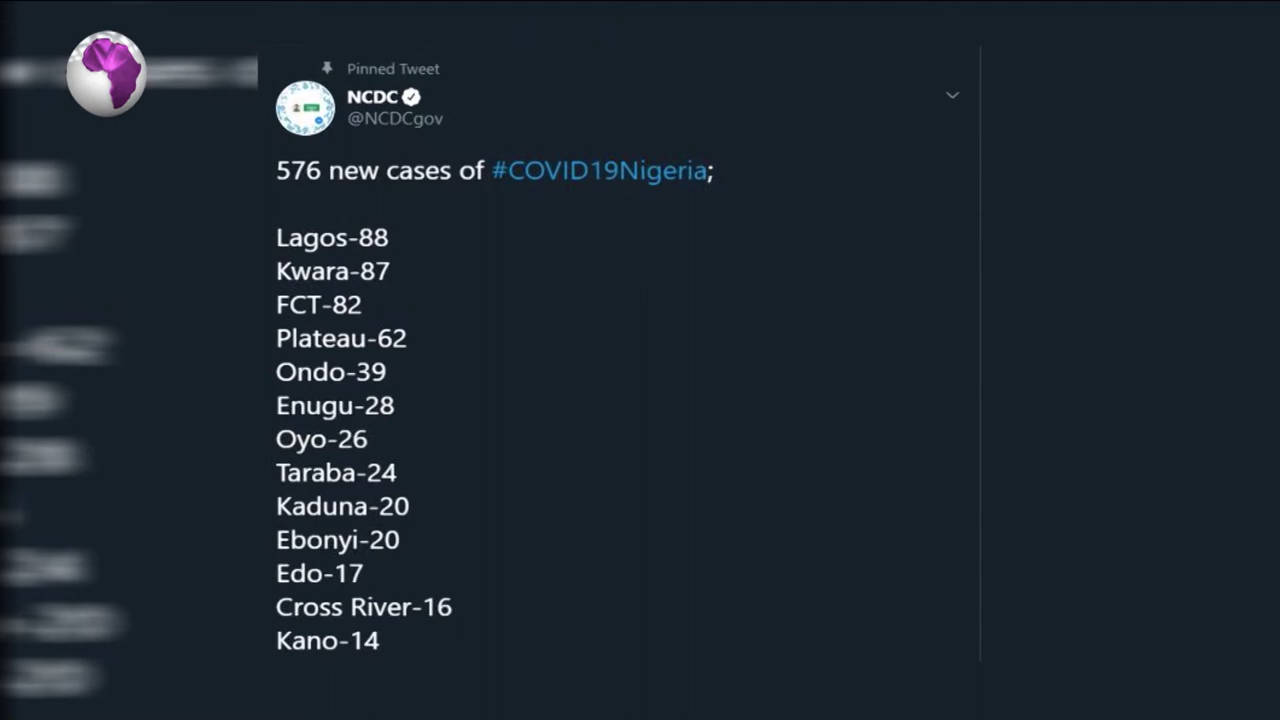 Pinned Tweet
NCDC
@NCDCgov
576 new cases of #COVID19Nigeria;
Lagos-88
Kwara-87
FCT-82
Plateau-62
Ondo-39
Enugu-28
Oyo-26
Taraba-24
Kaduna-20
Ebonyi-20
Edo-17
Cross River-16
Kano-14